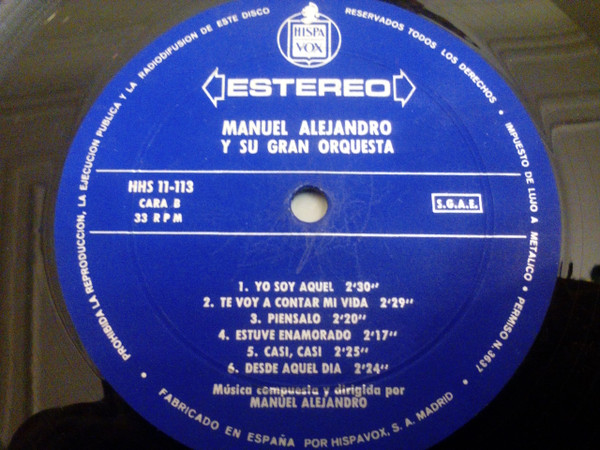 PROHIBIDA LA REPRODUCCION, LA EJECUCION PUBLICA Y LA RADIODIFUSION DE ESTE DISCO
RESERVADOS TODOS LOS DERECHOS • IMPUESTO DE LUJO A METALICO • PERMISO N. 3637
HISPA
VOX
ESTEREO
MANUEL ALEJANDRO
Y SU GRAN ORQUESTA
HHS 11-113
CARA B
33 RPM
S.G.A.E.
1. YO SOY AQUEL 2'30"
2. TE VOY A CONTAR MI VIDA 2'29"
3. PIENSALO 2'20"
4. ESTUVE ENAMORADO 2'17"
5. CASI, CASI 2'25"
6. DESDE AQUEL DIA 2'24"
Música compuesta y dirigida por
MANUEL ALEJANDRO
FABRICADO EN ESPAÑA POR HISPAVOX, S. A. MADRID